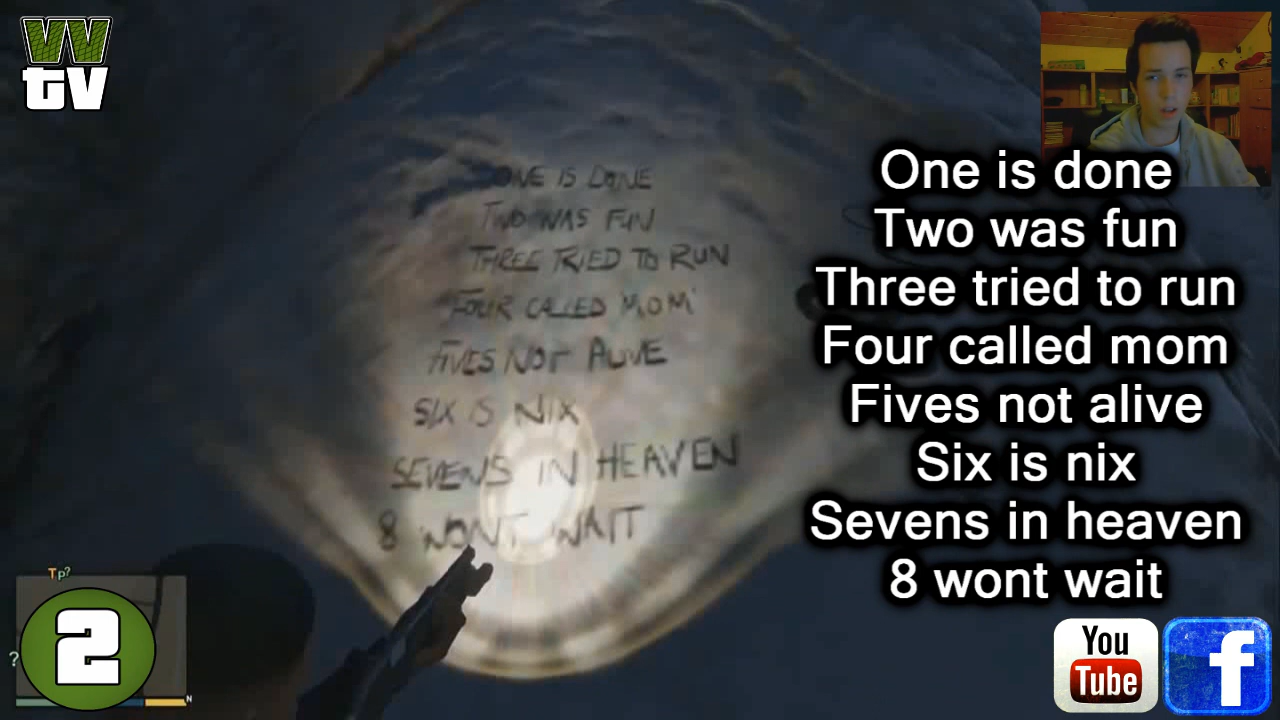 VV
tV
ONE IS DONE
TWO WAS FUN
THREE TRIED TO RUN
FOUR CALLED MOM
FIVES NOT ALIVE
SIX IS NIX
SEVENS IN HEAVEN
8 WONT WAIT
One is done
Two was fun
Three tried to run
Four called mom
Fives not alive
Six is nix
Sevens in heaven
8 wont wait
T p?
?
2
N
You
Tube
f